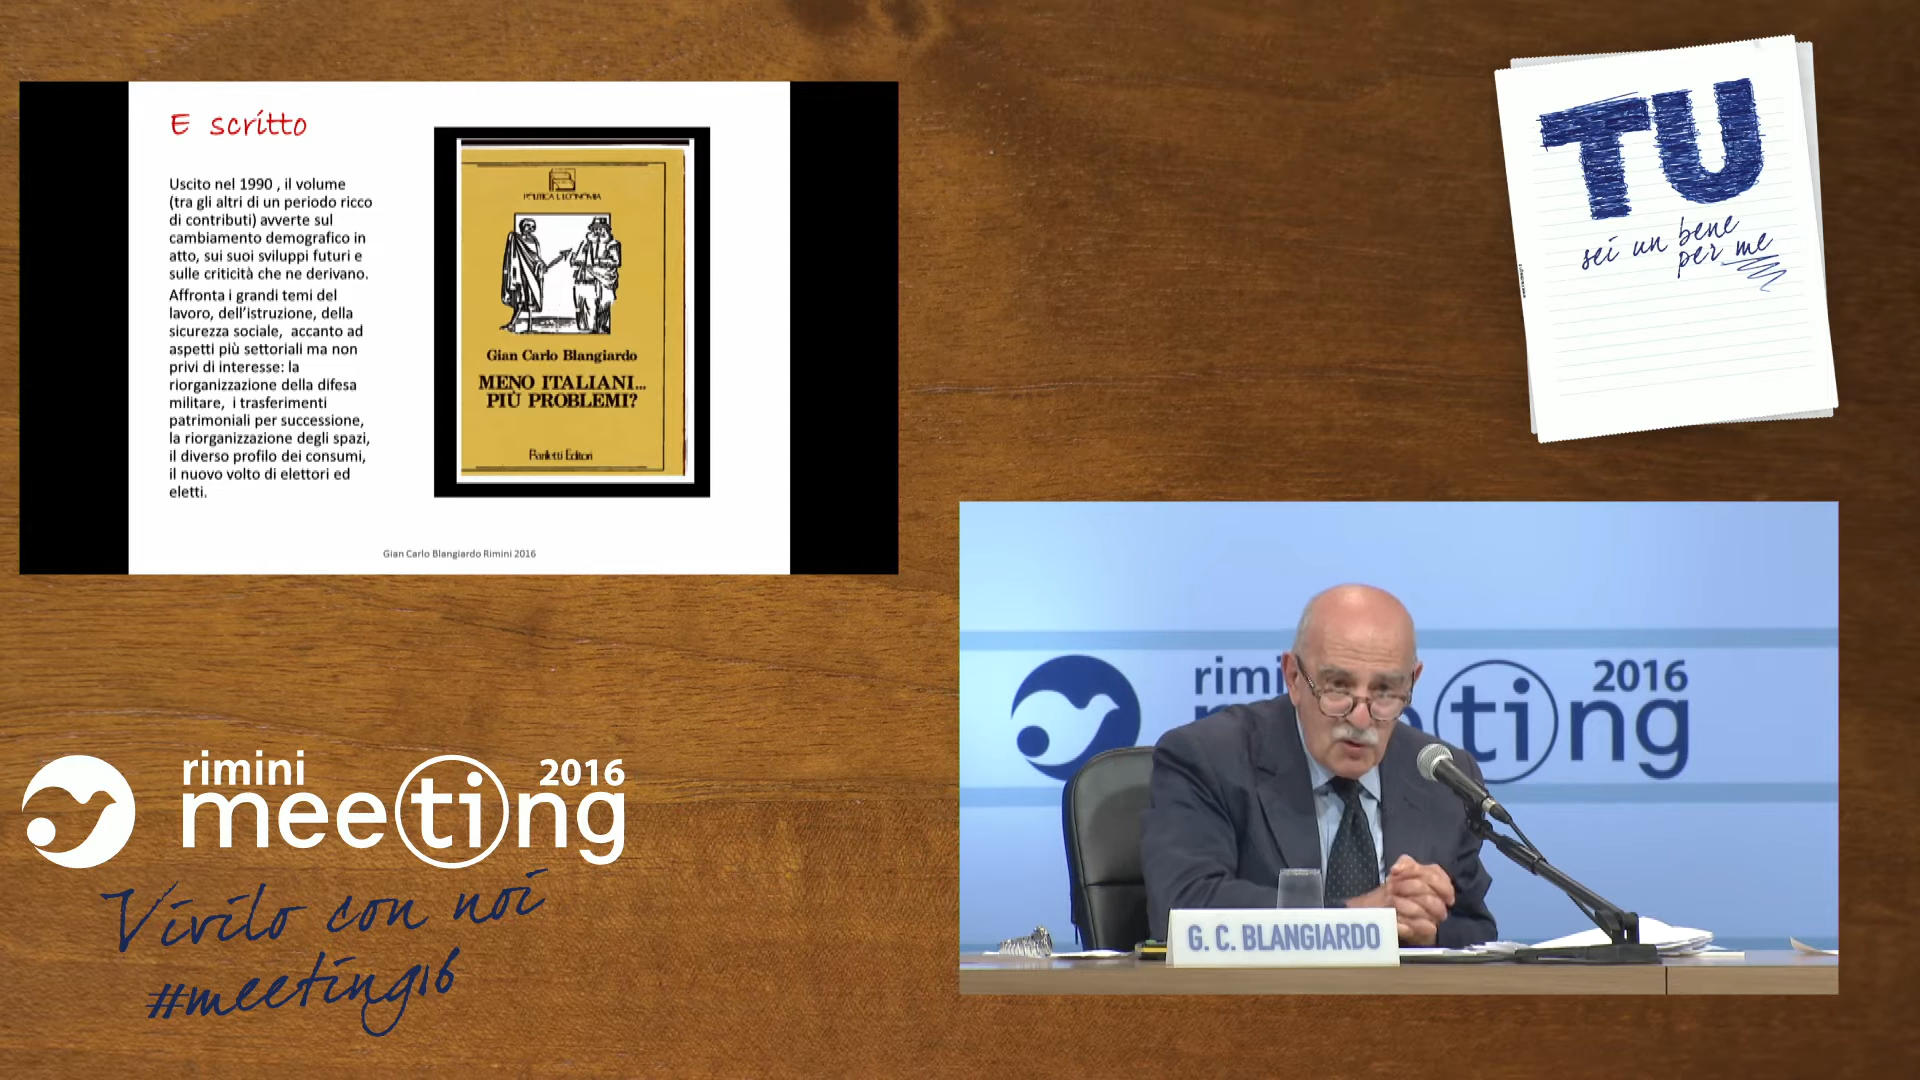 E scritto
Uscito nel 1990 , il volume
(tra gli altri di un periodo ricco
di contributi) avverte sul
cambiamento demografico in
atto, sui suoi sviluppi futuri e
sulle criticità che ne derivano.
Affronta i grandi temi del
lavoro, dell'istruzione, della
sicurezza sociale, accanto ad
aspetti più settoriali ma non
privi di interesse: la
riorganizzazione della difesa
militare, i trasferimenti
patrimoniali per successione,
la riorganizzazione degli spazi,
il diverso profilo dei consumi,
il nuovo volto di elettori ed
eletti.
POLITICA E ECONOMIA
Gian Carlo Blangiardo
MENO ITALIANI...
PIÙ PROBLEMI?
Editori
Gian Carlo Blangiardo Rimini 2016
TU
sei un bene
per me
rimini 2016
meeting
Vivilo con noi
#meeting16
rimi 2016
ting
G. C. BLANGIARDO